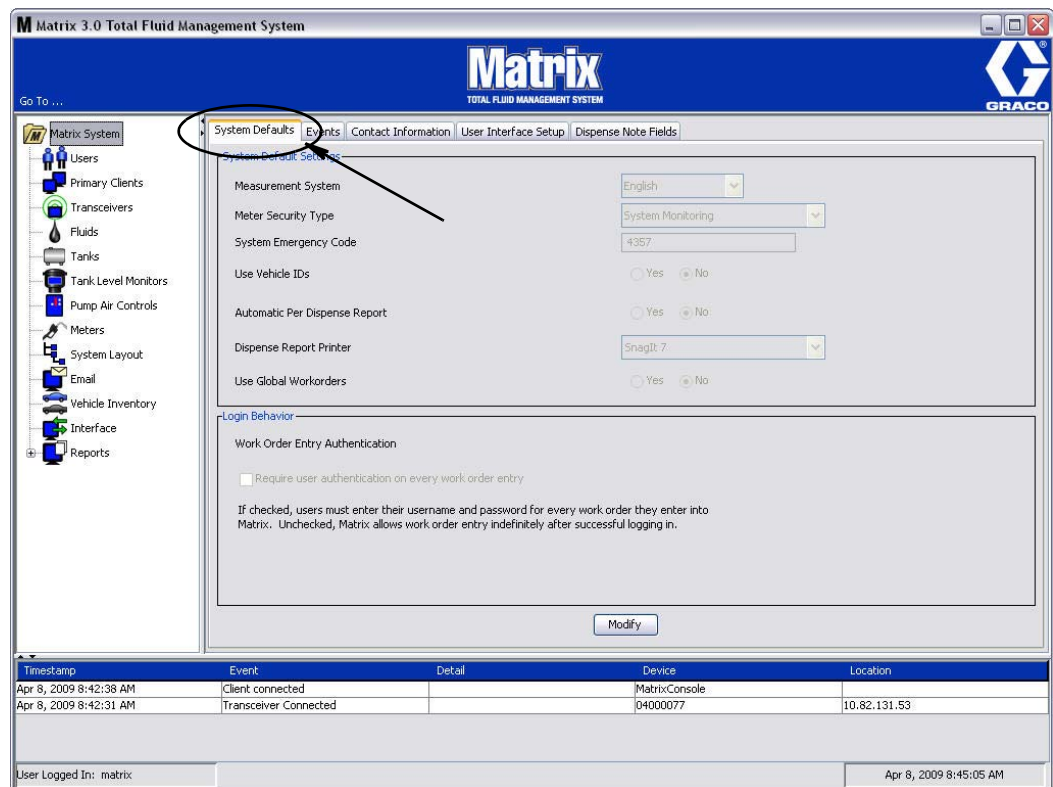 Matrix 3.0 Total Fluid Management System
Matrix
TOTAL FLUID MANAGEMENT SYSTEM
Go To ...
GRACO
Matrix System
Users
Primary Clients
Transceivers
Fluids
Tanks
Tank Level Monitors
Pump Air Controls
Meters
System Layout
Email
Vehicle Inventory
Interface
Reports
System Defaults Events Contact Information User Interface Setup Dispense Note Fields
System Default Settings
Measurement System English
Meter Security Type System Monitoring
System Emergency Code 4357
Use Vehicle IDs Yes No
Automatic Per Dispense Report Yes No
Dispense Report Printer SnagIt 7
Use Global Workorders Yes No
Login Behavior
Work Order Entry Authentication
Require user authentication on every work order entry
If checked, users must enter their username and password for every work order they enter into
Matrix. Unchecked, Matrix allows work order entry indefinitely after successful logging in.
Modify
Timestamp Event Detail Device Location
Apr 8, 2009 8:42:38 AM Client connected MatrixConsole
Apr 8, 2009 8:42:31 AM Transceiver Connected 04000077 10.82.131.53
User Logged In: matrix Apr 8, 2009 8:45:05 AM